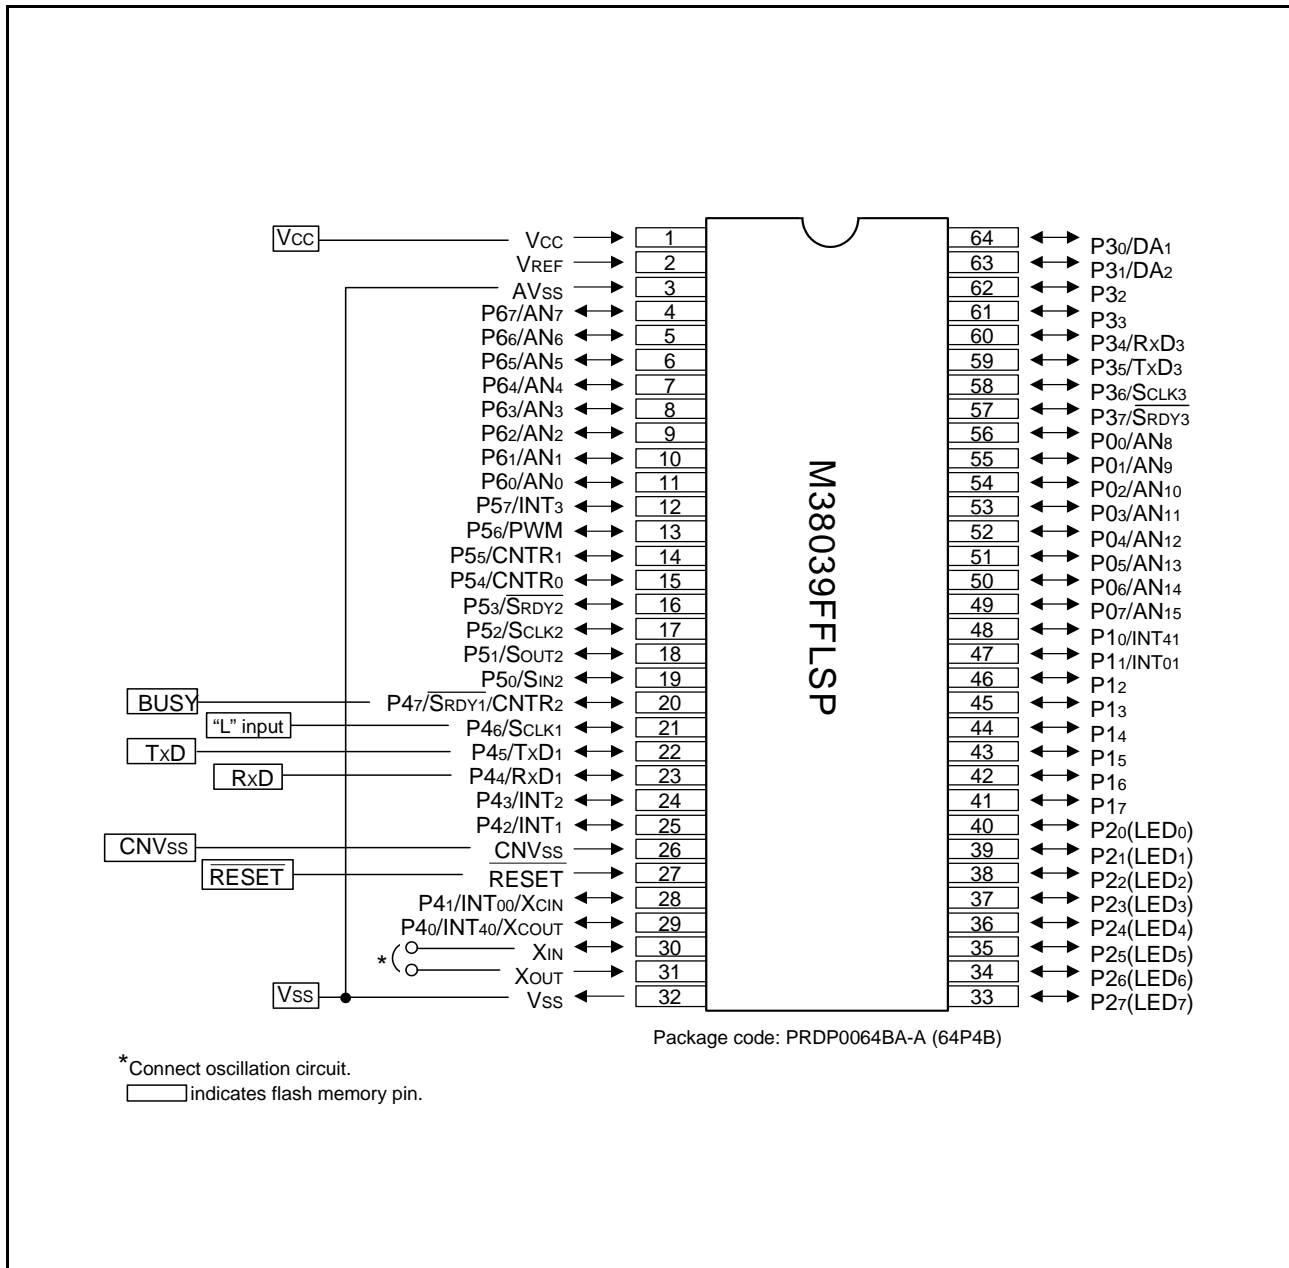 VCC VCC 1 64 P30/DA1
VREF 2 63 P31/DA2
AVSS 3 62 P32
P67/AN7 4 61 P33
P66/AN6 5 60 P34/RXD3
P65/AN5 6 59 P35/TXD3
P64/AN4 7 58 P36/SCLK3
P63/AN3 8 57 P37/SRDY3
P62/AN2 9 56 P00/AN8
P61/AN1 10 55 P01/AN9
P60/AN0 11 54 P02/AN10
P57/INT3 12 53 P03/AN11
P56/PWM 13 52 P04/AN12
P55/CNTR1 14 51 P05/AN13
P54/CNTR0 15 50 P06/AN14
P53/SRDY2 16 49 P07/AN15
P52/SCLK2 17 48 P10/INT41
P51/SOUT2 18 47 P11/INT01
P50/SIN2 19 46 P12
BUSY P47/SRDY1/CNTR2 20 45 P13
“L” input P46/SCLK1 21 44 P14
TXD P45/TXD1 22 43 P15
RXD P44/RXD1 23 42 P16
P43/INT2 24 41 P17
P42/INT1 25 40 P20(LED0)
CNVSS CNVSS 26 39 P21(LED1)
RESET RESET 27 38 P22(LED2)
P41/INT00/XCIN 28 37 P23(LED3)
P40/INT40/XCOUT 29 36 P24(LED4)
* XIN 30 35 P25(LED5)
XOUT 31 34 P26(LED6)
VSS VSS 32 33 P27(LED7)
M38039FFLSP
Package code: PRDP0064BA-A (64P4B)
*Connect oscillation circuit.
indicates flash memory pin.